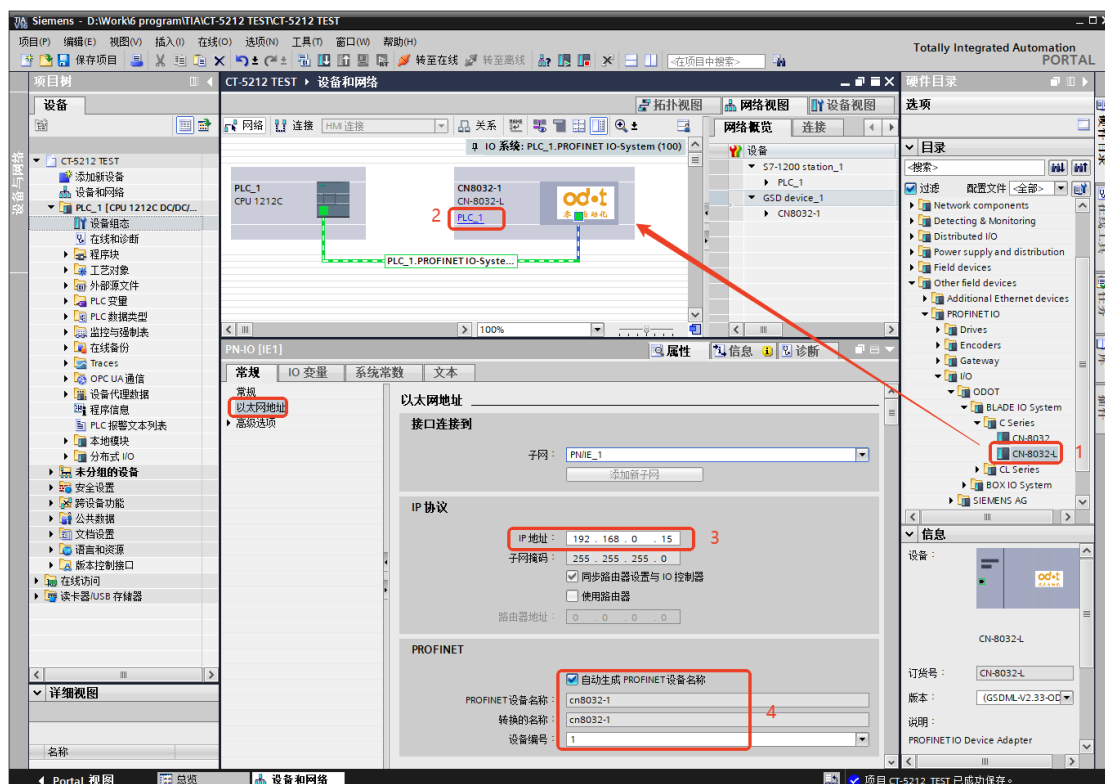 Siemens - D:\Work\6 program\TIA\CT-5212 TEST\CT-5212 TEST
项目(P) 编辑(E) 视图(V) 插入(I) 在线(O) 选项(N) 工具(T) 窗口(W) 帮助(H)
Totally Integrated Automation
PORTAL
保存项目 转至在线 转至离线 <在项目中搜索>
项目树
设备
设备与网络
CT-5212 TEST
添加新设备
设备和网络
PLC_1 [CPU 1212C DC/DC/...
设备组态
在线和诊断
程序块
工艺对象
外部源文件
PLC 变量
PLC 数据类型
监控与强制表
在线备份
Traces
OPC UA 通信
设备代理数据
程序信息
PLC 报警文本列表
本地模块
分布式 I/O
未分组的设备
安全设置
跨设备功能
公共数据
文档设置
语言和资源
版本控制接口
在线访问
读卡器/USB 存储器
详细视图
名称
CT-5212 TEST 设备和网络
拓扑视图 网络视图 设备视图
网络 连接 HMI 连接 关系
IO 系统: PLC_1.PROFINET IO-System (100)
PLC_1
CPU 1212C
CN8032-1
CN-8032-L
PLC_1
2
odot
PLC_1.PROFINET IO-Syste...
100%
网络概览 连接
设备
S7-1200 station_1
PLC_1
GSD device_1
CN8032-1
PN-IO [IE1]
属性 信息 诊断
常规 IO 变量 系统常数 文本
常规
以太网地址
高级选项
以太网地址
接口连接到
子网： PN/IE_1
添加新子网
IP 协议
IP 地址： 192 . 168 . 0 . 15
3
子网掩码： 255 . 255 . 255 . 0
同步路由器设置与 IO 控制器
使用路由器
路由器地址： 0 . 0 . 0 . 0
PROFINET
自动生成 PROFINET 设备名称
PROFINET 设备名称： cn8032-1
转换的名称： cn8032-1
4
设备编号： 1
硬件目录
选项
目录
<搜索>
过滤 配置文件 <全部>
Network components
Detecting & Monitoring
Distributed I/O
Power supply and distribution
Field devices
Other field devices
Additional Ethernet devices
PROFINET IO
Drives
Encoders
Gateway
I/O
ODOT
BLADE IO System
C Series
CN-8032
CN-8032-L
1
CL Series
BOX IO System
SIEMENS AG
信息
设备：
odot
CN-8032-L
订货号： CN-8032-L
版本： (GSDML-V2.33-OD
说明：
PROFINET IO Device Adapter
Portal 视图 总览 设备和网络 项目 CT-5212 TEST 已成功保存。